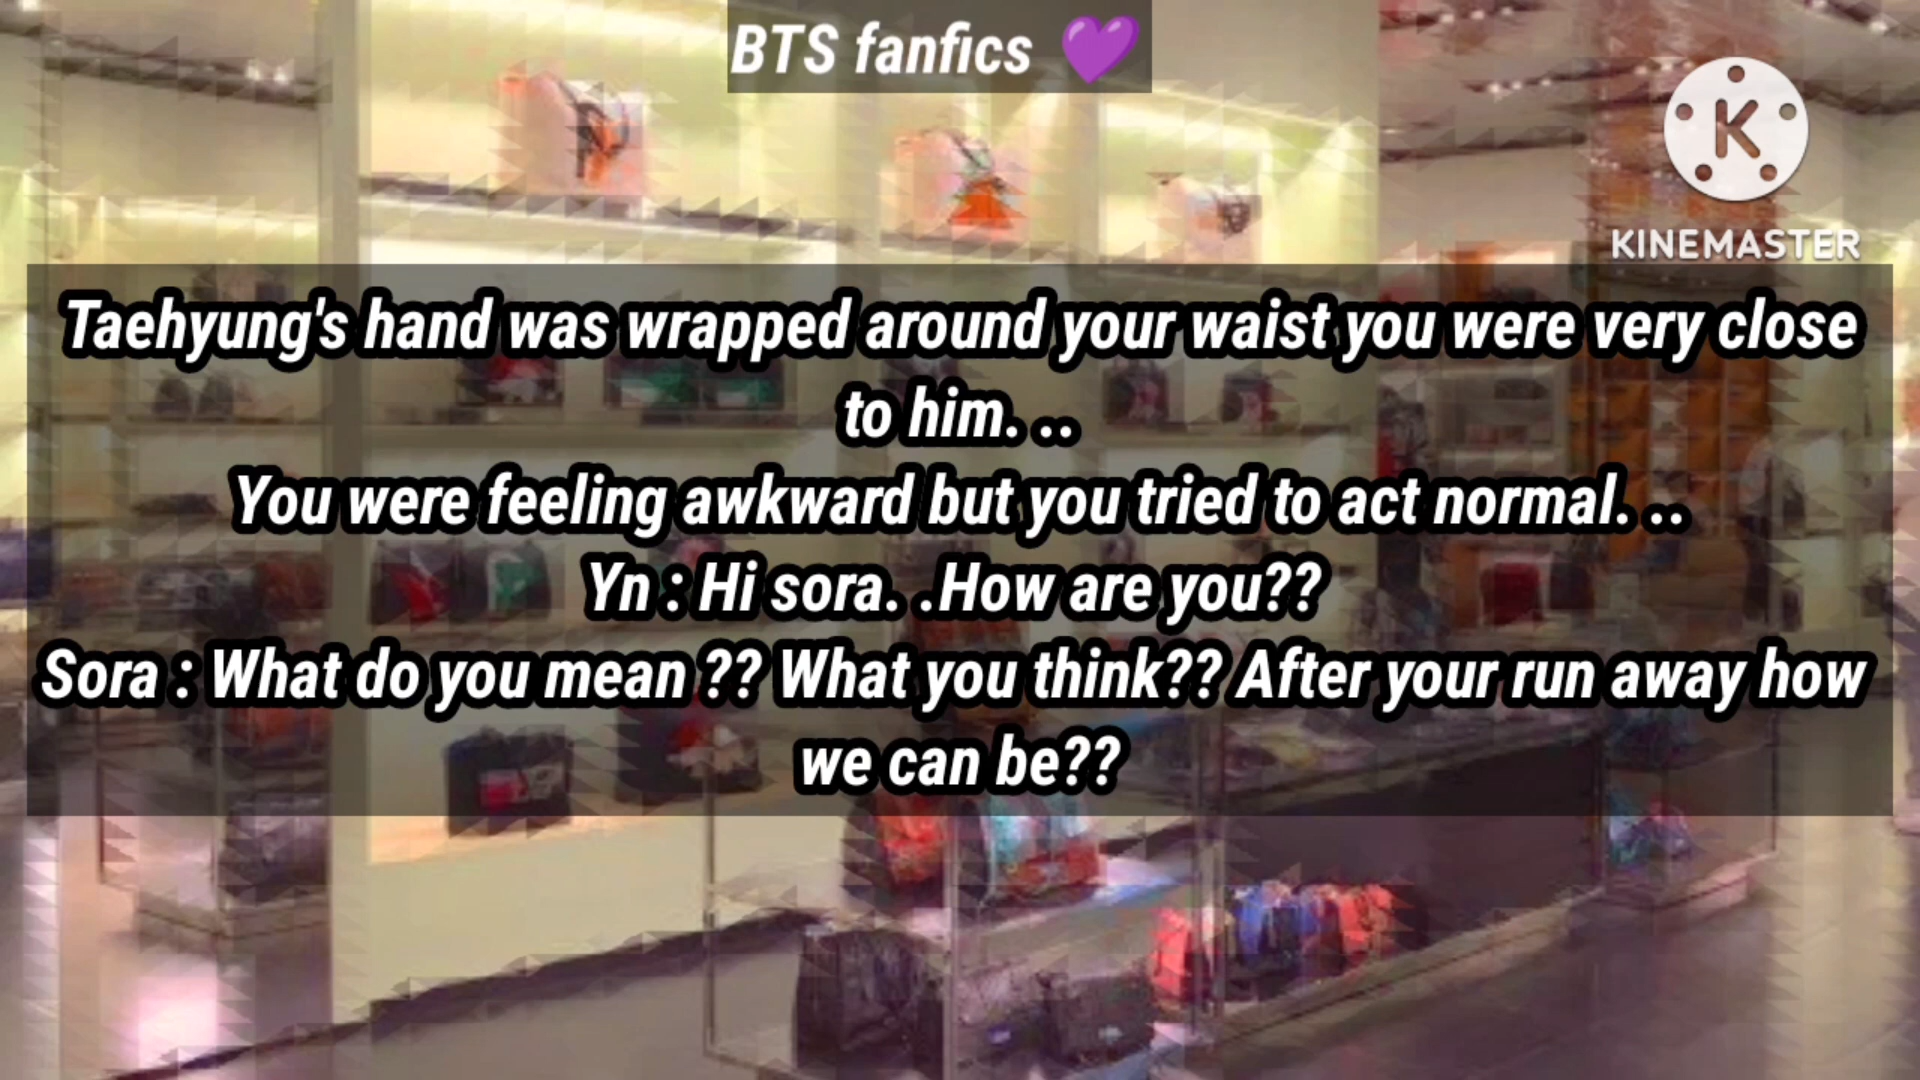 BTS fanfics 💜
KINEMASTER
Taehyung's hand was wrapped around your waist you were very close
to him. ..
You were feeling awkward but you tried to act normal. ..
Yn : Hi sora. .How are you??
Sora : What do you mean ?? What you think?? After your run away how
we can be??